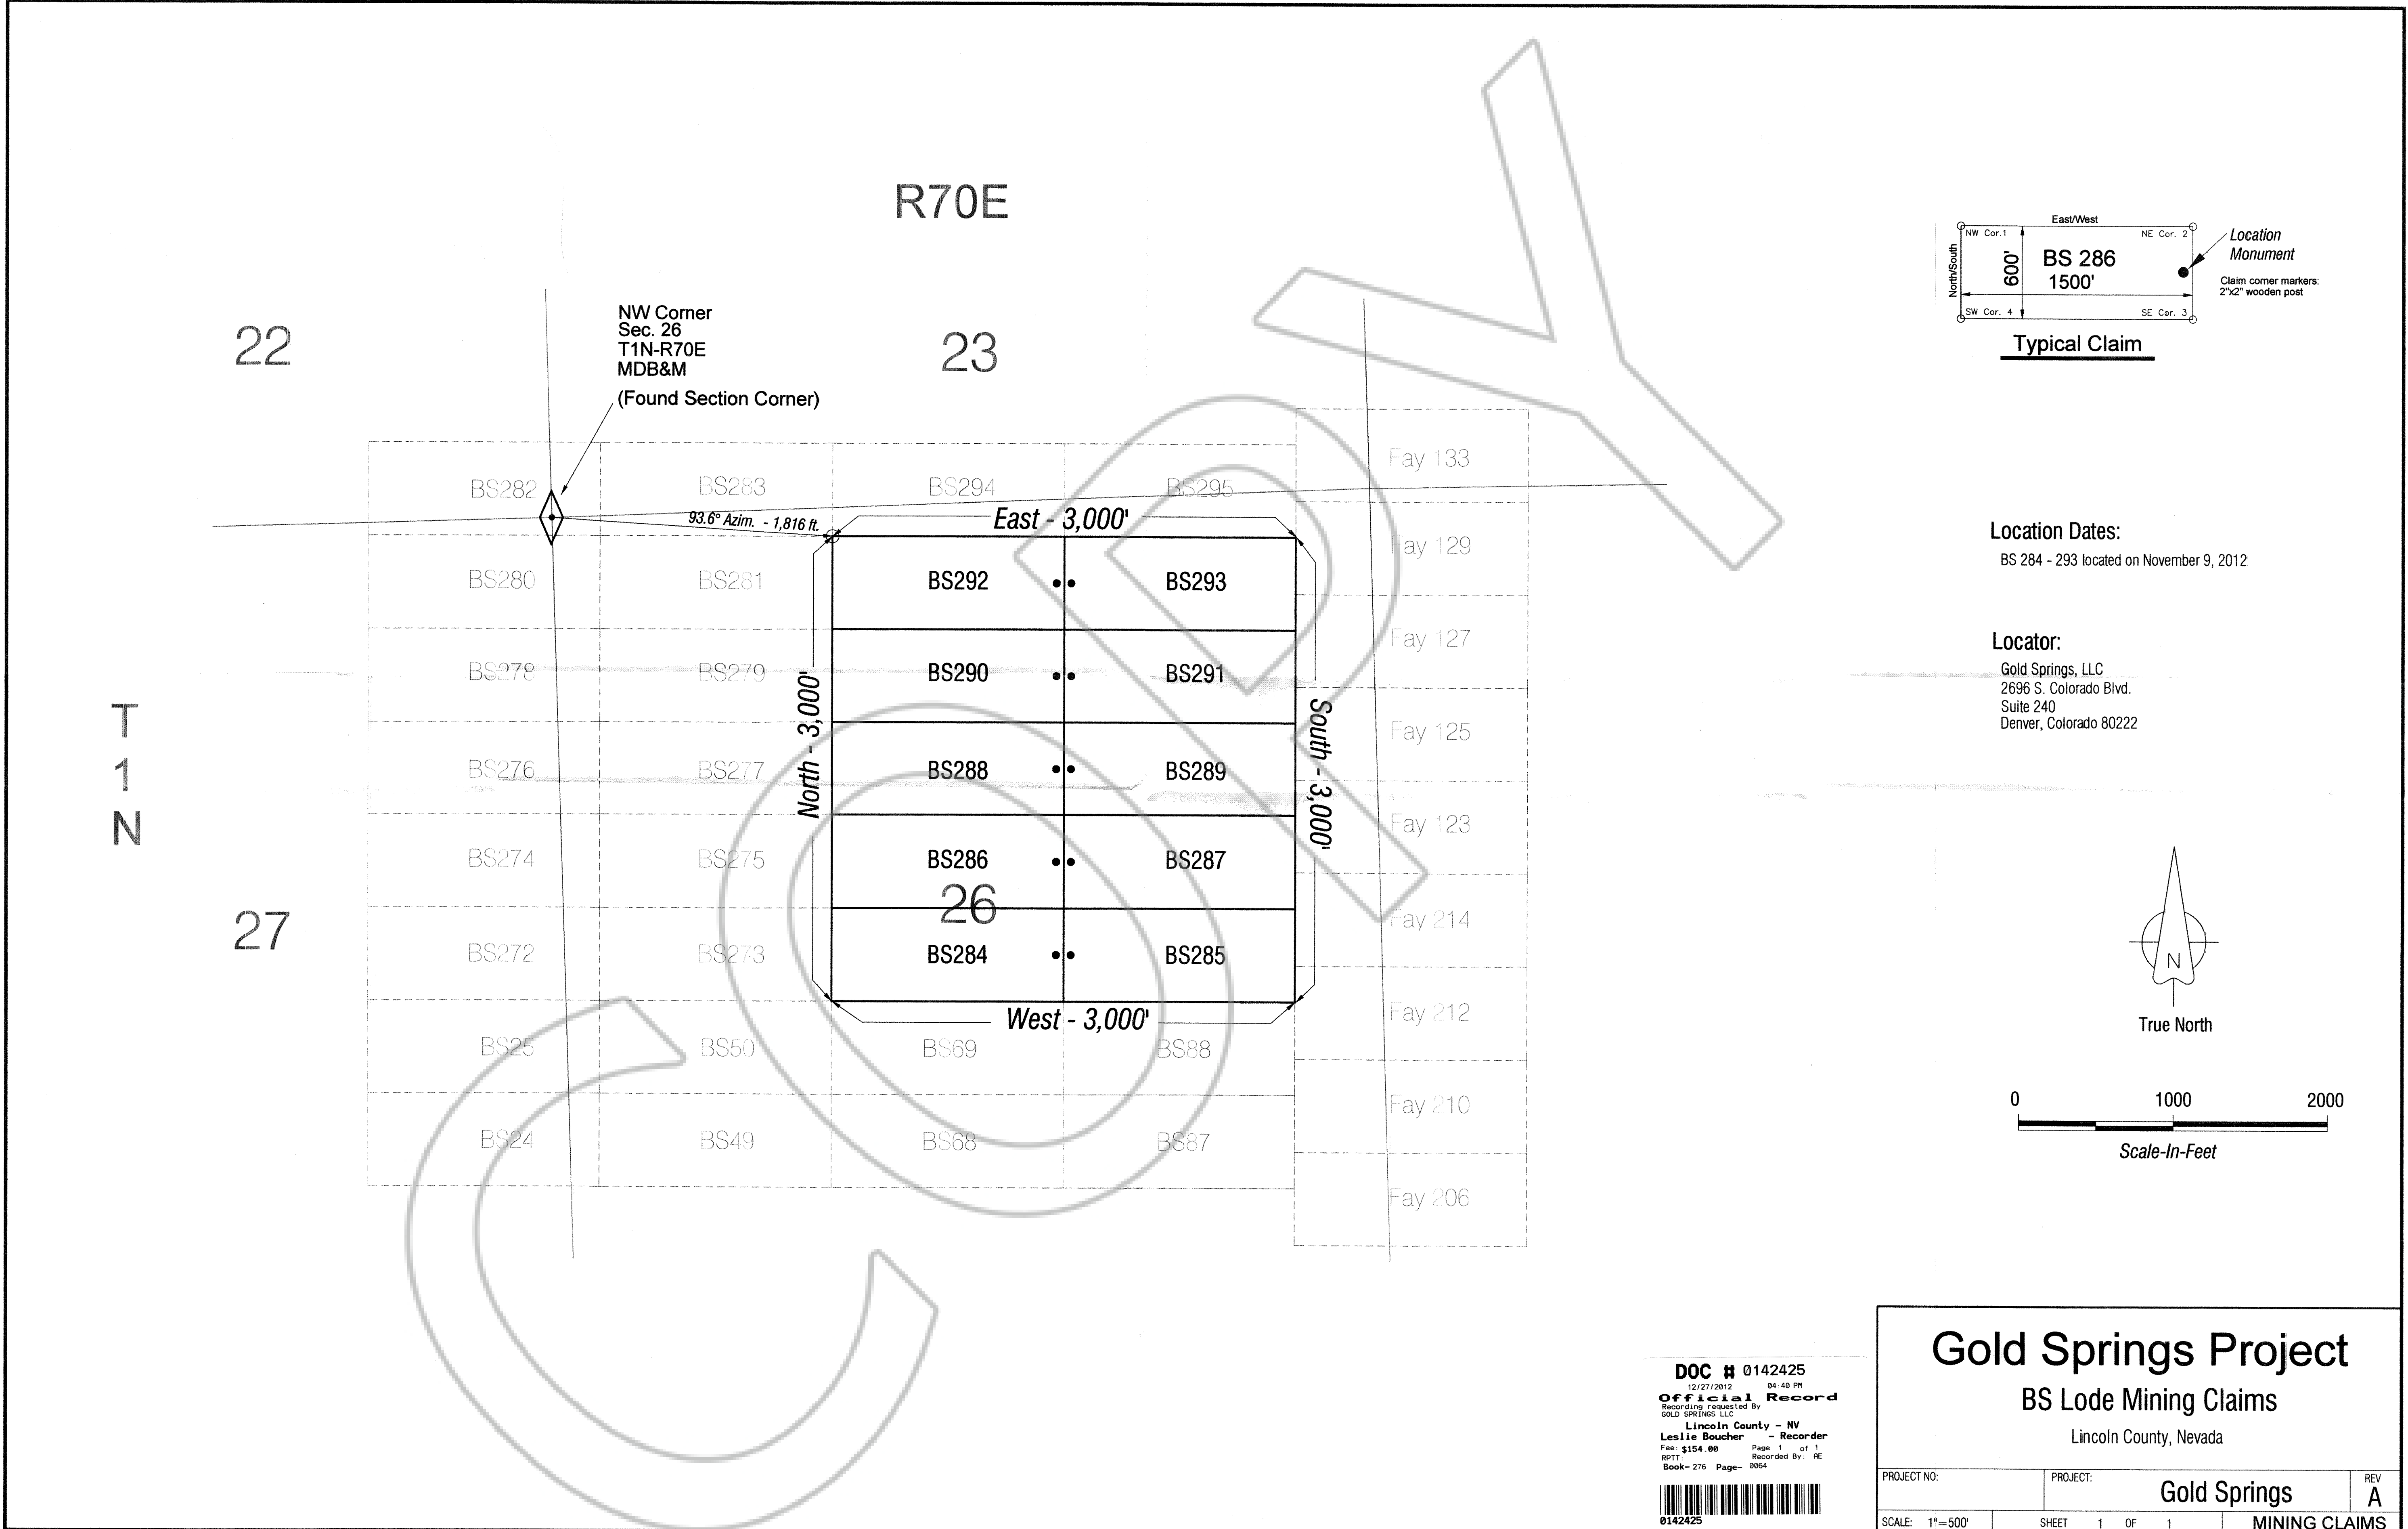 R70E
22
23
NW Corner
Sec. 26
T1N-R70E
MDB&M
(Found Section Corner)
East/West
NW Cor.1
NE Cor. 2
North/South
600'
BS 286
1500'
SW Cor. 4
SE Cor. 3
Location
Monument
Claim corner markers:
2"x2" wooden post
Typical Claim
BS282
BS283
BS294
BS295
Fay 133
93.6° Azim. - 1,816 ft.
East - 3,000'
BS280
BS281
BS292
BS293
Fay 129
BS278
BS279
BS290
BS291
Fay 127
North - 3,000'
South - 3,000'
BS276
BS277
BS288
BS289
Fay 125
BS274
BS275
BS286
BS287
Fay 123
26
BS272
BS273
BS284
BS285
Fay 214
West - 3,000'
BS25
BS50
BS69
BS88
Fay 212
BS24
BS49
BS68
BS87
Fay 210
Fay 206
T
1
N
27
COPY
Location Dates:
BS 284 - 293 located on November 9, 2012
Locator:
Gold Springs, LLC
2696 S. Colorado Blvd.
Suite 240
Denver, Colorado 80222
N
True North
0 1000 2000
Scale-In-Feet
DOC # 0142425
12/27/2012 04:40 PM
Official Record
Recording requested By
GOLD SPRINGS LLC
Lincoln County - NV
Leslie Boucher - Recorder
Fee: $154.00 Page 1 of 1
RPTT: Recorded By: AE
Book- 276 Page- 0064
0142425
Gold Springs Project
BS Lode Mining Claims
Lincoln County, Nevada
PROJECT NO:
PROJECT:
Gold Springs
REV
A
SCALE: 1"=500'
SHEET 1 OF 1
MINING CLAIMS